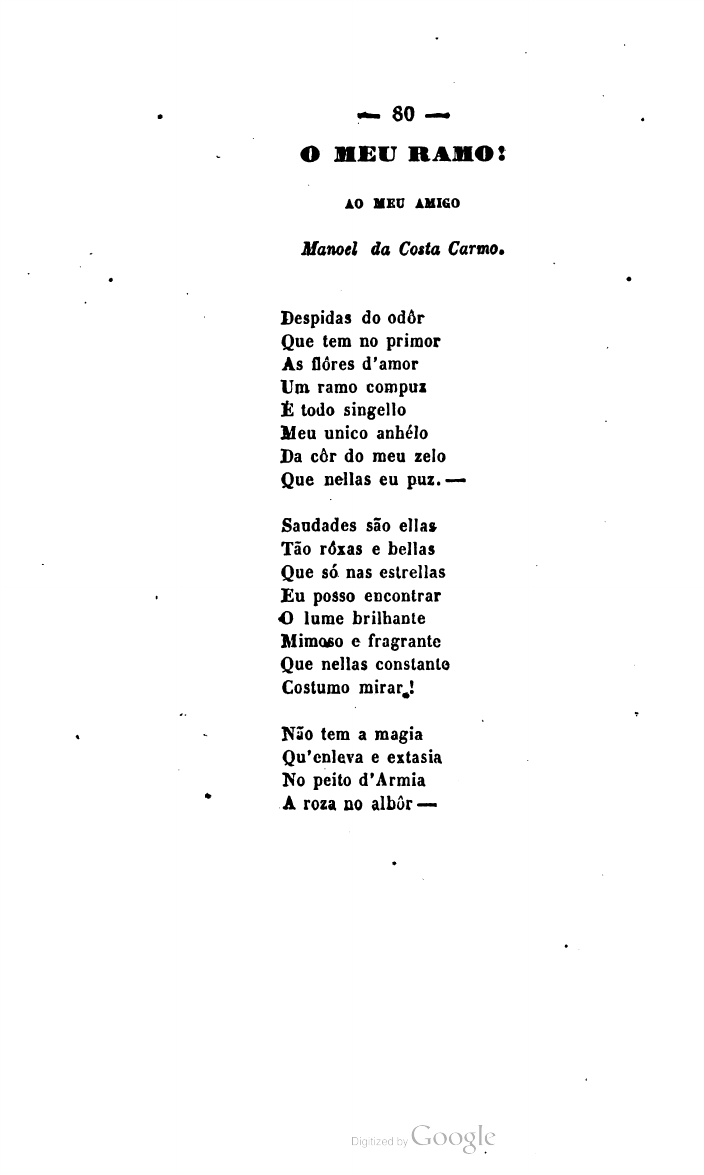 — 80 —
O MEU RAMO!
AO MEU AMIGO
Manoel da Costa Carmo.
Despidas do odôr
Que tem no primor
As flôres d'amor
Um ramo compuz
É todo singello
Meu unico anhélo
Da côr do meu zelo
Que nellas eu puz. —
Saudades são ellas
Tão rôxas e bellas
Que só nas estrellas
Eu posso encontrar
O lume brilhante
Mimoso e fragrante
Que nellas constante
Costumo mirar!
Não tem a magia
Qu'enleva e extasia
No peito d'Armia
A roza no albôr —
Digitized by Google